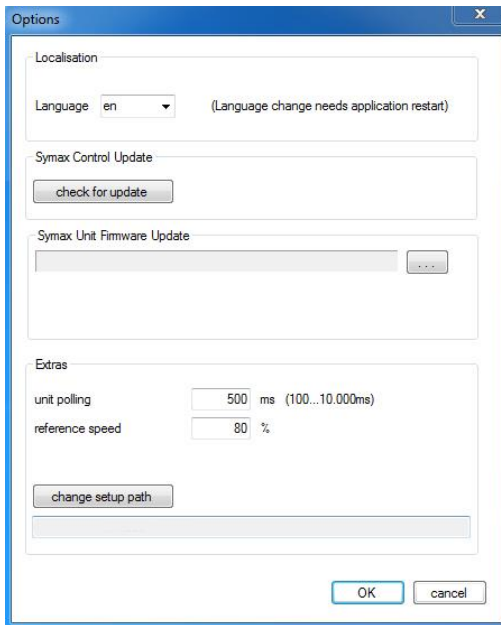 Options
x
Localisation
Language en (Language change needs application restart)
Symax Control Update
check for update
Symax Unit Firmware Update
...
Extras
unit polling 500 ms (100...10.000ms)
reference speed 80 %
change setup path
OK cancel